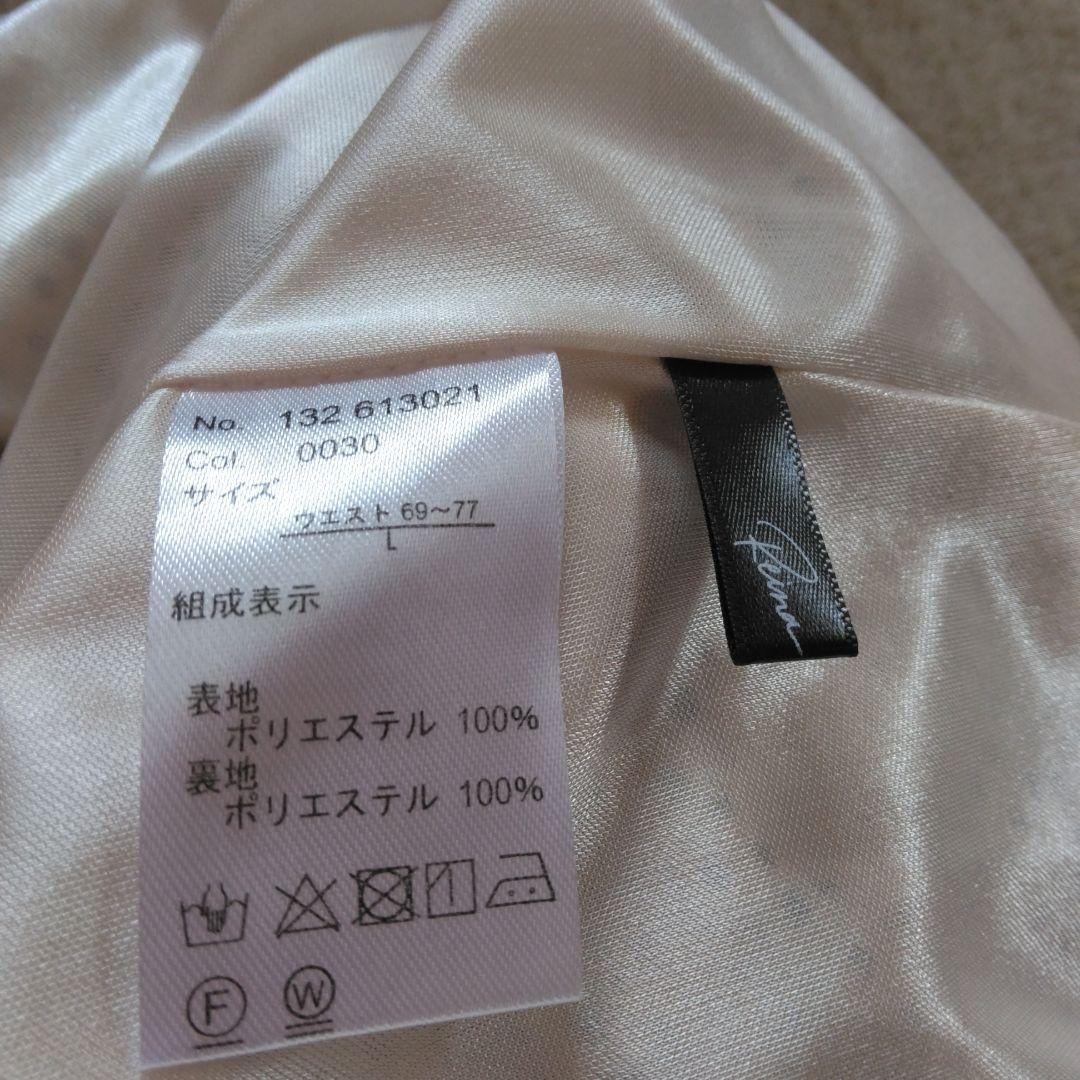 No. 132 613021
Col. 0030
サイズ
ウエスト 69〜77
L
組成表示
表地
ポリエステル 100%
裏地
ポリエステル 100%
F
W